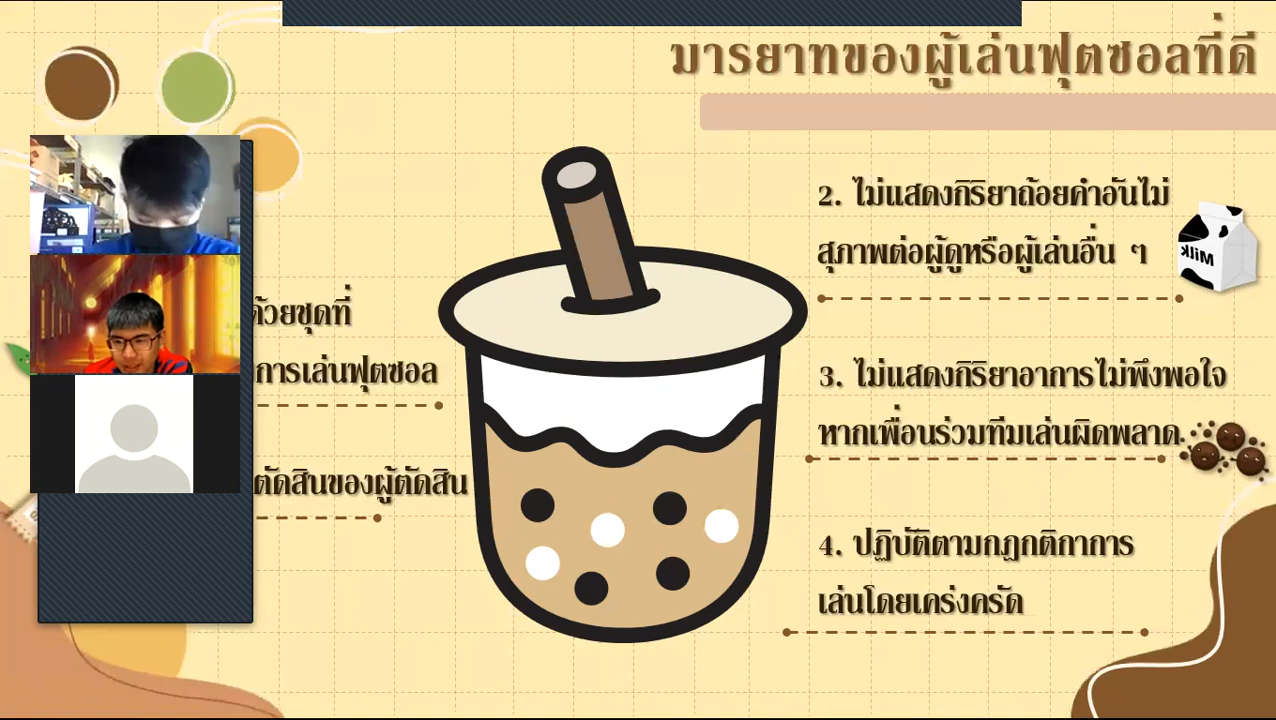 มารยาทของผู้เล่นฟุตซอลที่ดี
ด้วยชุดที่
การเล่นฟุตซอล
ตัดสินของผู้ตัดสิน
2. ไม่แสดงกิริยาถ้อยคำอันไม่
สุภาพต่อผู้ดูหรือผู้เล่นอื่น ๆ
Milk
3. ไม่แสดงกิริยาอาการไม่พึงพอใจ
หากเพื่อนร่วมทีมเล่นผิดพลาด
4. ปฏิบัติตามกฎกติกาการ
เล่นโดยเคร่งครัด